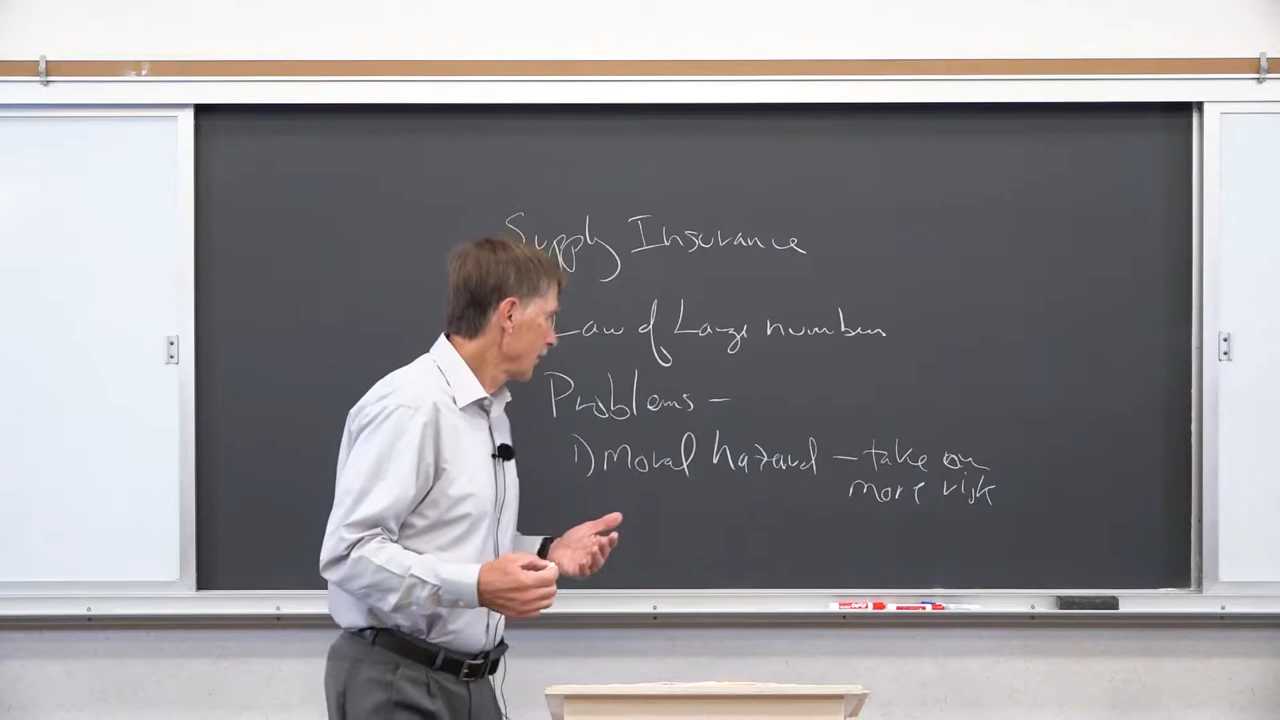 Supply Insurance
Law of Large numbers
Problems –
1) Moral hazard – take on
more risk